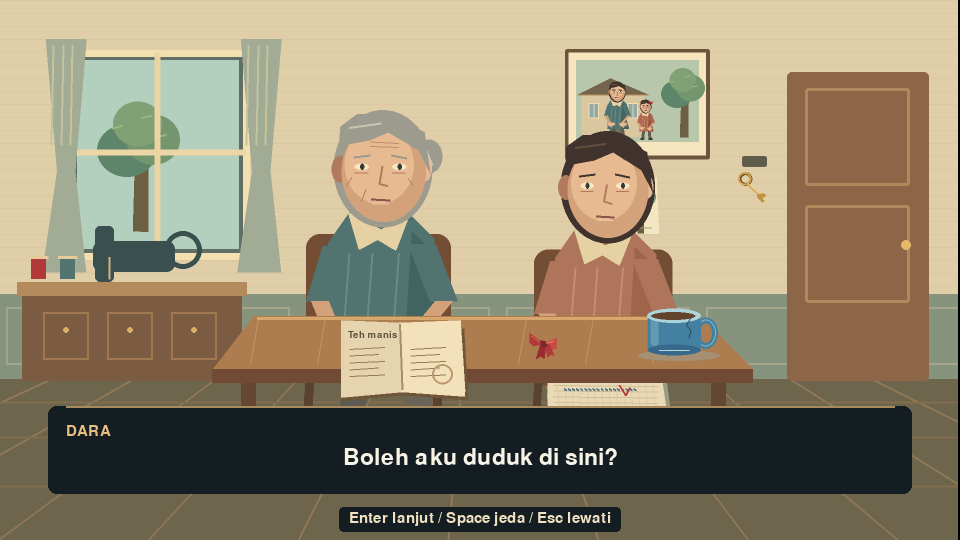 Teh manis
DARA
Boleh aku duduk di sini?
Enter lanjut / Space jeda / Esc lewati